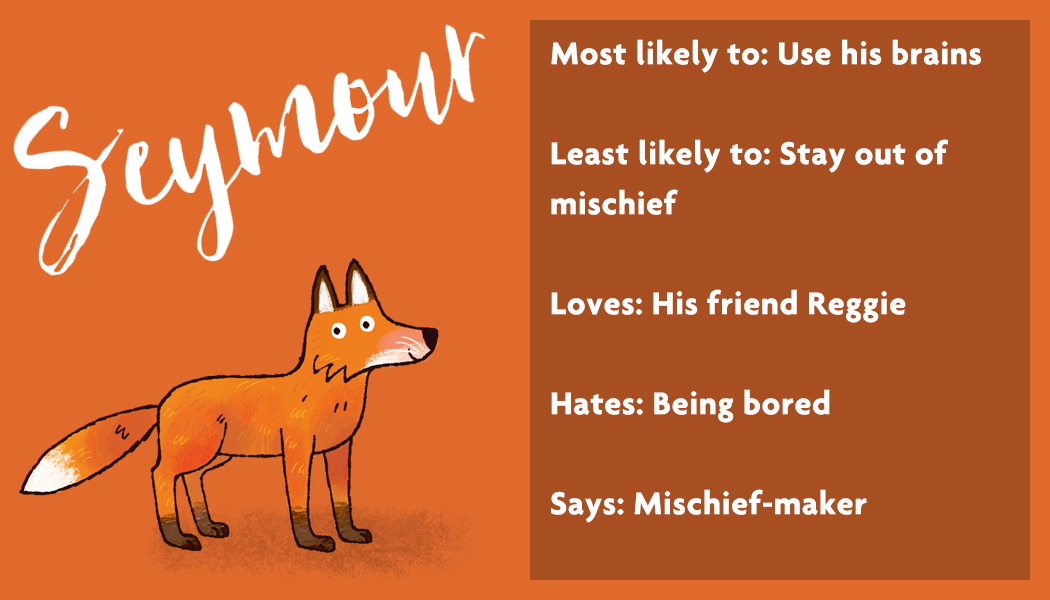 Seymour
Most likely to: Use his brains
Least likely to: Stay out of
mischief
Loves: His friend Reggie
Hates: Being bored
Says: Mischief-maker